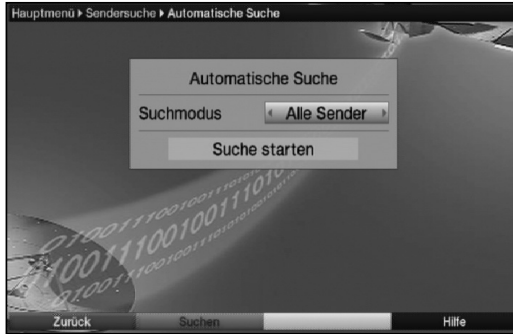 Hauptmenü ▸ Sendersuche ▸ Automatische Suche
Automatische Suche
Suchmodus Alle Sender
Suche starten
Zurück Suchen Hilfe